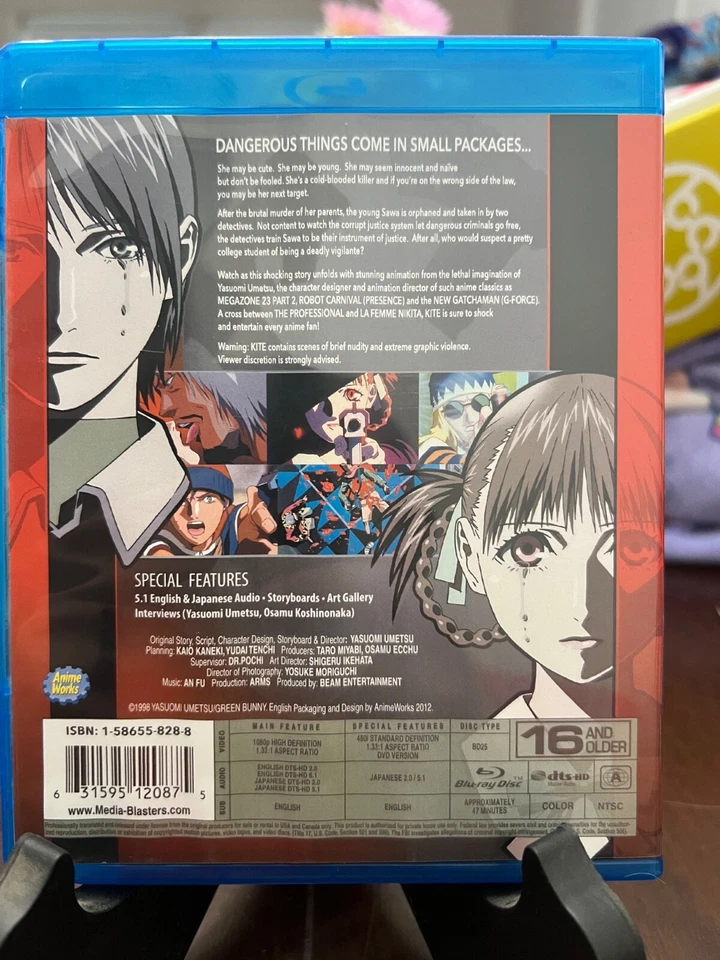 DANGEROUS THINGS COME IN SMALL PACKAGES...
She may be cute. She may be young. She may seem innocent and naïve
but don't be fooled. She's a cold-blooded killer and if you're on the wrong side of the law,
you may be her next target.
After the brutal murder of her parents, the young Sawa is orphaned and taken in by two
detectives. Not content to watch the corrupt justice system let dangerous criminals go free,
the detectives train Sawa to be their instrument of justice. After all, who would suspect a pretty
college student of being a deadly vigilante?
Watch as this shocking story unfolds with stunning animation from the lethal imagination of
Yasuomi Umetsu, the character designer and animation director of such anime classics as
MEGAZONE 23 PART 2, ROBOT CARNIVAL (PRESENCE) and the NEW GATCHAMAN (G-FORCE).
A cross between THE PROFESSIONAL and LA FEMME NIKITA, KITE is sure to shock
and entertain every anime fan!
Warning: KITE contains scenes of brief nudity and extreme graphic violence.
Viewer discretion is strongly advised.
SPECIAL FEATURES
5.1 English & Japanese Audio • Storyboards • Art Gallery
Interviews (Yasuomi Umetsu, Osamu Koshinonaka)
Original Story, Script, Character Design, Storyboard & Director: YASUOMI UMETSU
Planning: KAIO KANEKI, YUDAI TENCHI Producers: TARO MIYABI, OSAMU ECCHU
Supervisor: DR.POCHI Art Director: SHIGERU IKEHATA
Director of Photography: YOSUKE MORIGUCHI
Music: AN FU Production: ARMS Produced by: BEAM ENTERTAINMENT
Anime
Works
©1998 YASUOMI UMETSU/GREEN BUNNY. English Packaging and Design by AnimeWorks 2012.
ISBN: 1-58655-828-8
6 31595 12087 5
www.Media-Blasters.com
MAIN FEATURE SPECIAL FEATURES DISC TYPE
VIDEO
1080p HIGH DEFINITION
1.33:1 ASPECT RATIO
480i STANDARD DEFINITION
1.33:1 ASPECT RATIO
DVD VERSION
BD25
16 AND
OLDER
AUDIO
ENGLISH DTS-HD 2.0
ENGLISH DTS-HD 5.1
JAPANESE DTS-HD 2.0
JAPANESE DTS-HD 5.1
JAPANESE 2.0 / 5.1
Blu-ray Disc
dts-HD
Master Audio
A
SUB
ENGLISH
ENGLISH
APPROXIMATELY
47 MINUTES
COLOR
NTSC